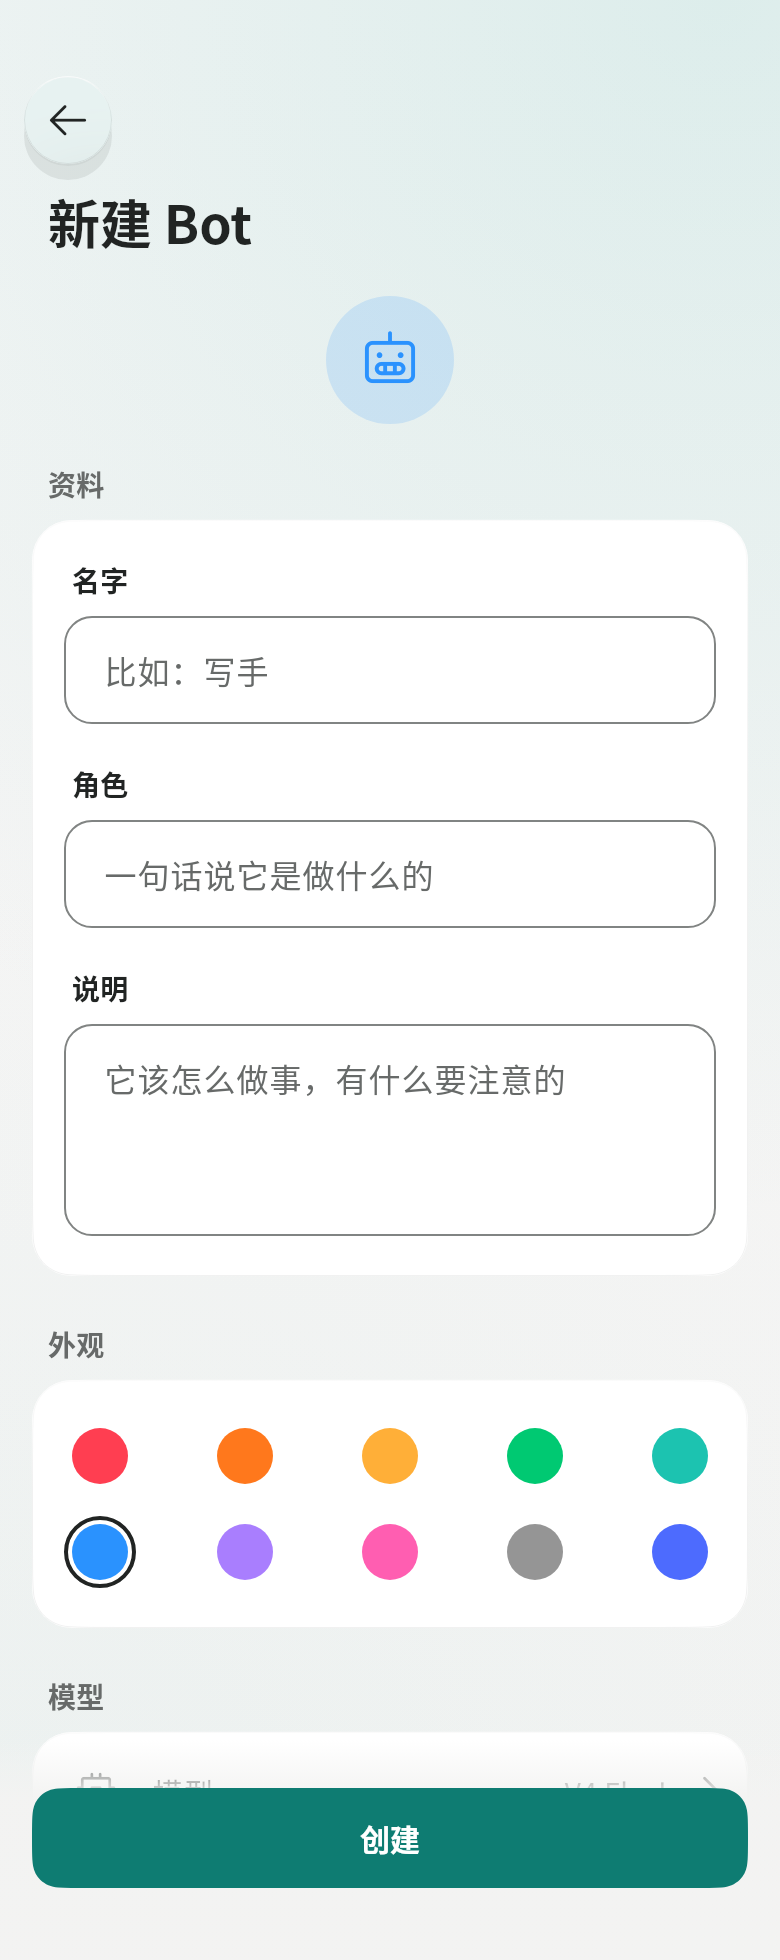 新建 Bot
资料
名字
比如：写手
角色
一句话说它是做什么的
说明
它该怎么做事，有什么要注意的
外观
模型
模型
创建